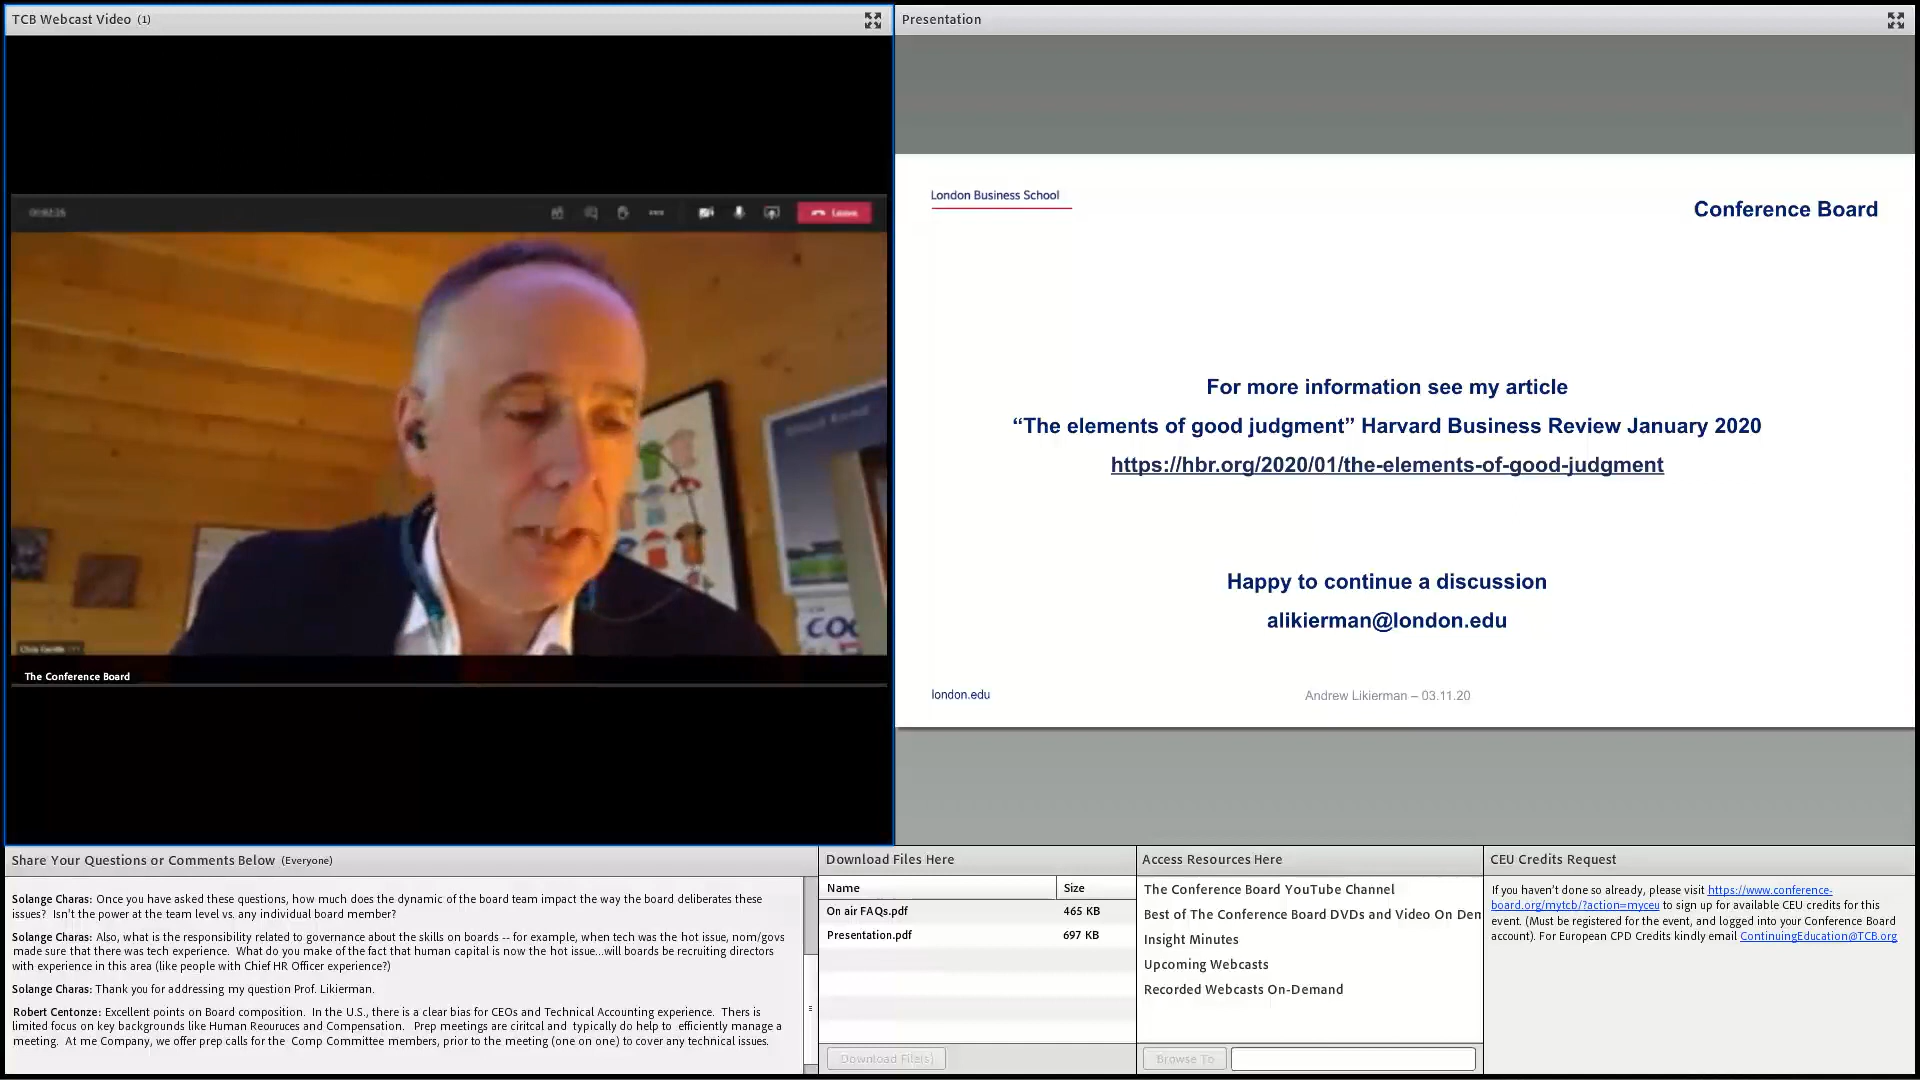 TCB Webcast Video (1)
Presentation
Leave
The Conference Board
London Business School
Conference Board
For more information see my article
“The elements of good judgment” Harvard Business Review January 2020
https://hbr.org/2020/01/the-elements-of-good-judgment
Happy to continue a discussion
alikierman@london.edu
london.edu
Andrew Likierman – 03.11.20
Share Your Questions or Comments Below (Everyone)
Solange Charas: Once you have asked these questions, how much does the dynamic of the board team impact the way the board deliberates these
issues? Isn't the power at the team level vs. any individual board member?
Solange Charas: Also, what is the responsibility related to governance about the skills on boards -- for example, when tech was the hot issue, nom/govs
made sure that there was tech experience. What do you make of the fact that human capital is now the hot issue...will boards be recruiting directors
with experience in this area (like people with Chief HR Officer experience?)
Solange Charas: Thank you for addressing my question Prof. Likierman.
Robert Centonze: Excellent points on Board composition. In the U.S., there is a clear bias for CEOs and Technical Accounting experience. Thers is
limited focus on key backgrounds like Human Reouruces and Compensation. Prep meetings are ciritcal and typically do help to efficiently manage a
meeting. At me Company, we offer prep calls for the Comp Committee members, prior to the meeting (one on one) to cover any technical issues.
Download Files Here
Name Size
On air FAQs.pdf 465 KB
Presentation.pdf 697 KB
Download File(s)
Access Resources Here
The Conference Board YouTube Channel
Best of The Conference Board DVDs and Video On Dem
Insight Minutes
Upcoming Webcasts
Recorded Webcasts On-Demand
Browse To
CEU Credits Request
If you haven't done so already, please visit https://www.conference-
board.org/mytcb/?action=myceu to sign up for available CEU credits for this
event. (Must be registered for the event, and logged into your Conference Board
account). For European CPD Credits kindly email ContinuingEducation@TCB.org